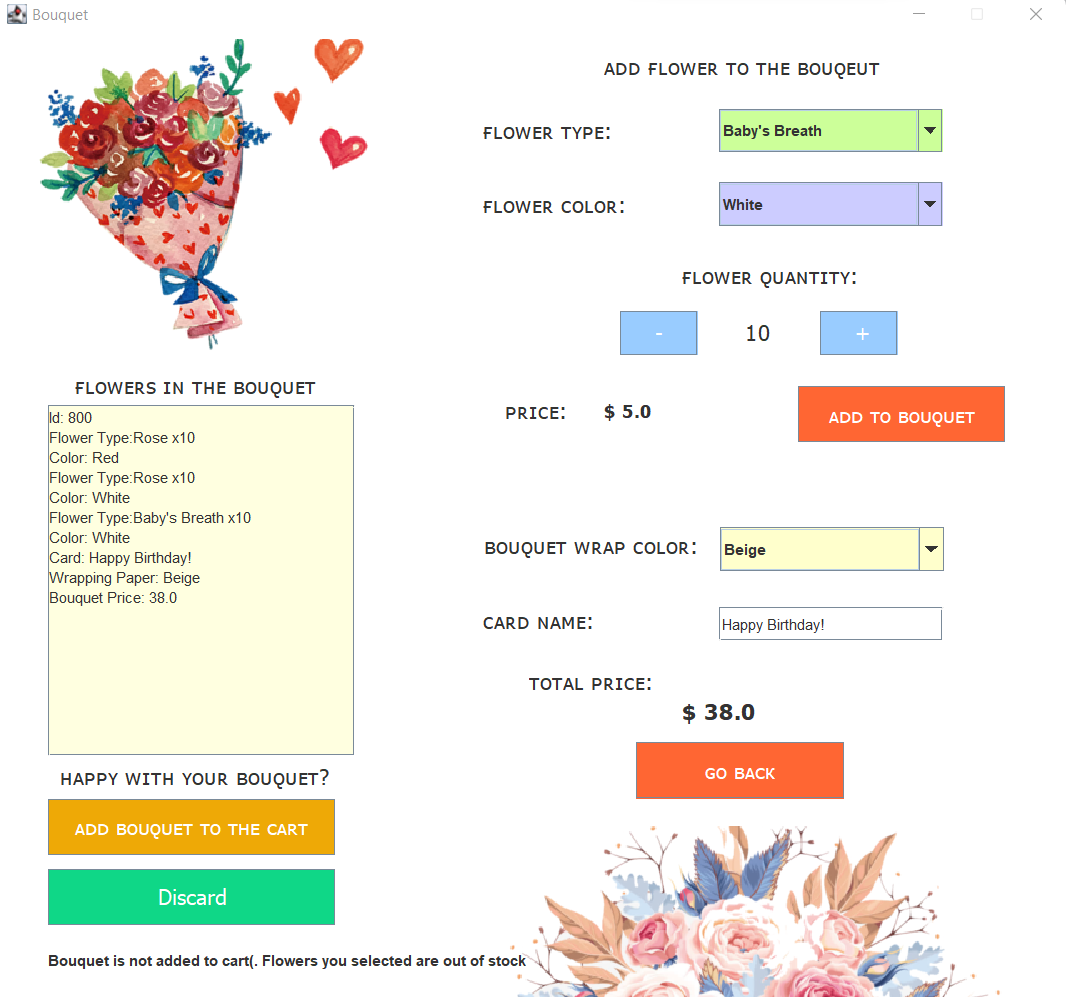 Bouquet
ADD FLOWER TO THE BOUQEUT
FLOWER TYPE:
Baby's Breath
FLOWER COLOR:
White
FLOWER QUANTITY:
- 10 +
PRICE: $ 5.0
ADD TO BOUQUET
BOUQUET WRAP COLOR:
Beige
CARD NAME:
Happy Birthday!
TOTAL PRICE:
$ 38.0
GO BACK
FLOWERS IN THE BOUQUET
Id: 800
Flower Type:Rose x10
Color: Red
Flower Type:Rose x10
Color: White
Flower Type:Baby's Breath x10
Color: White
Card: Happy Birthday!
Wrapping Paper: Beige
Bouquet Price: 38.0
HAPPY WITH YOUR BOUQUET?
ADD BOUQUET TO THE CART
Discard
Bouquet is not added to cart(. Flowers you selected are out of stock